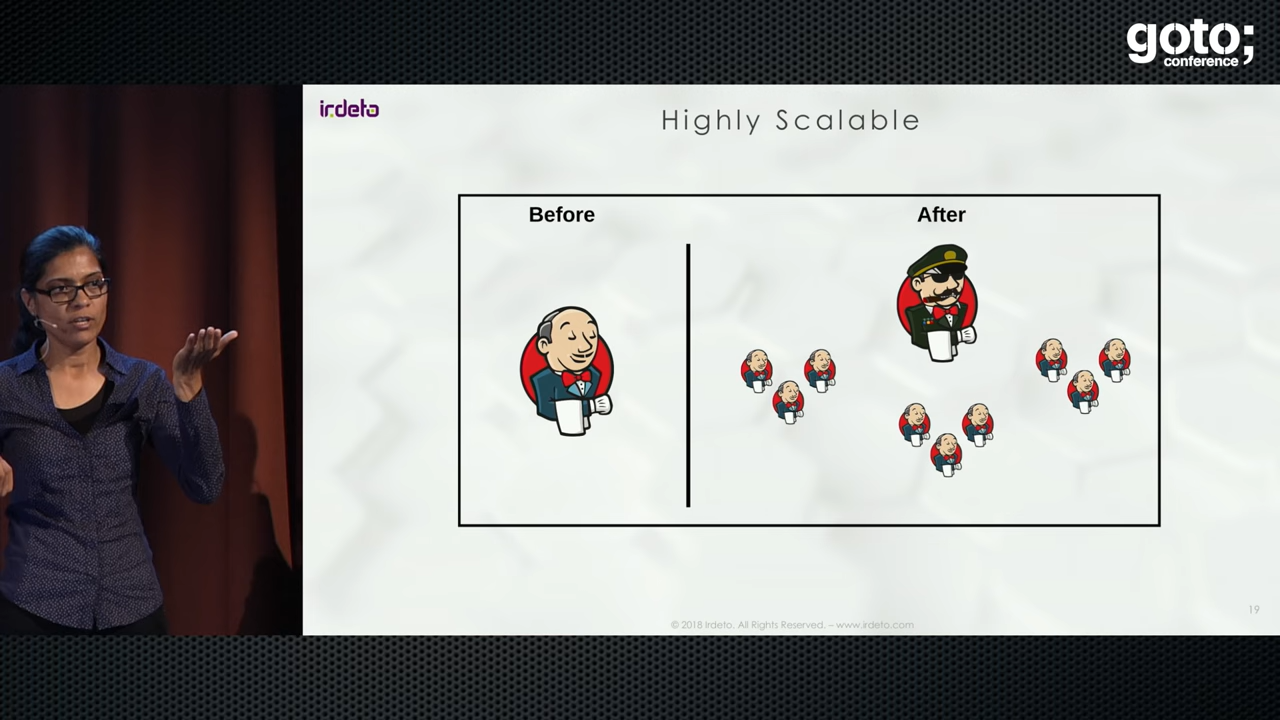 goto;
conference
irdeto
Highly Scalable
Before
After
19
© 2018 Irdeto. All Rights Reserved. – www.irdeto.com